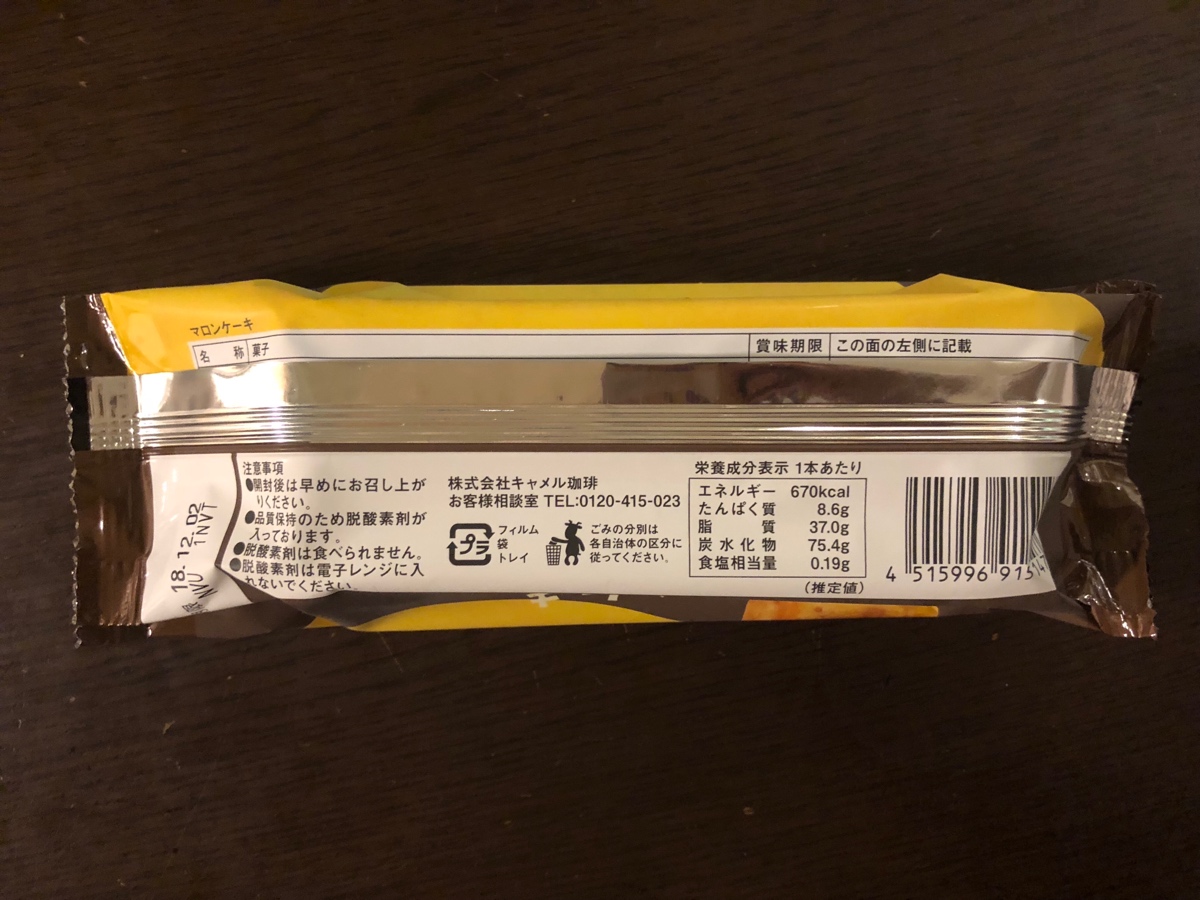 マロンケーキ
名 称 菓子
賞味期限 この面の左側に記載
注意事項
●開封後は早めにお召し上が
りください。
●品質保持のため脱酸素剤が
入っております。
●脱酸素剤は食べられません。
●脱酸素剤は電子レンジに入
れないでください。
株式会社キャメル珈琲
お客様相談室 TEL:0120-415-023
プラ
フィルム
袋
トレイ
ごみの分別は
各自治体の区分に
従ってください。
栄養成分表示 1本あたり
エネルギー 670kcal
たんぱく質 8.6g
脂 質 37.0g
炭水化物 75.4g
食塩相当量 0.19g
(推定値)
4 515996 915147
18.12.02
1NVT